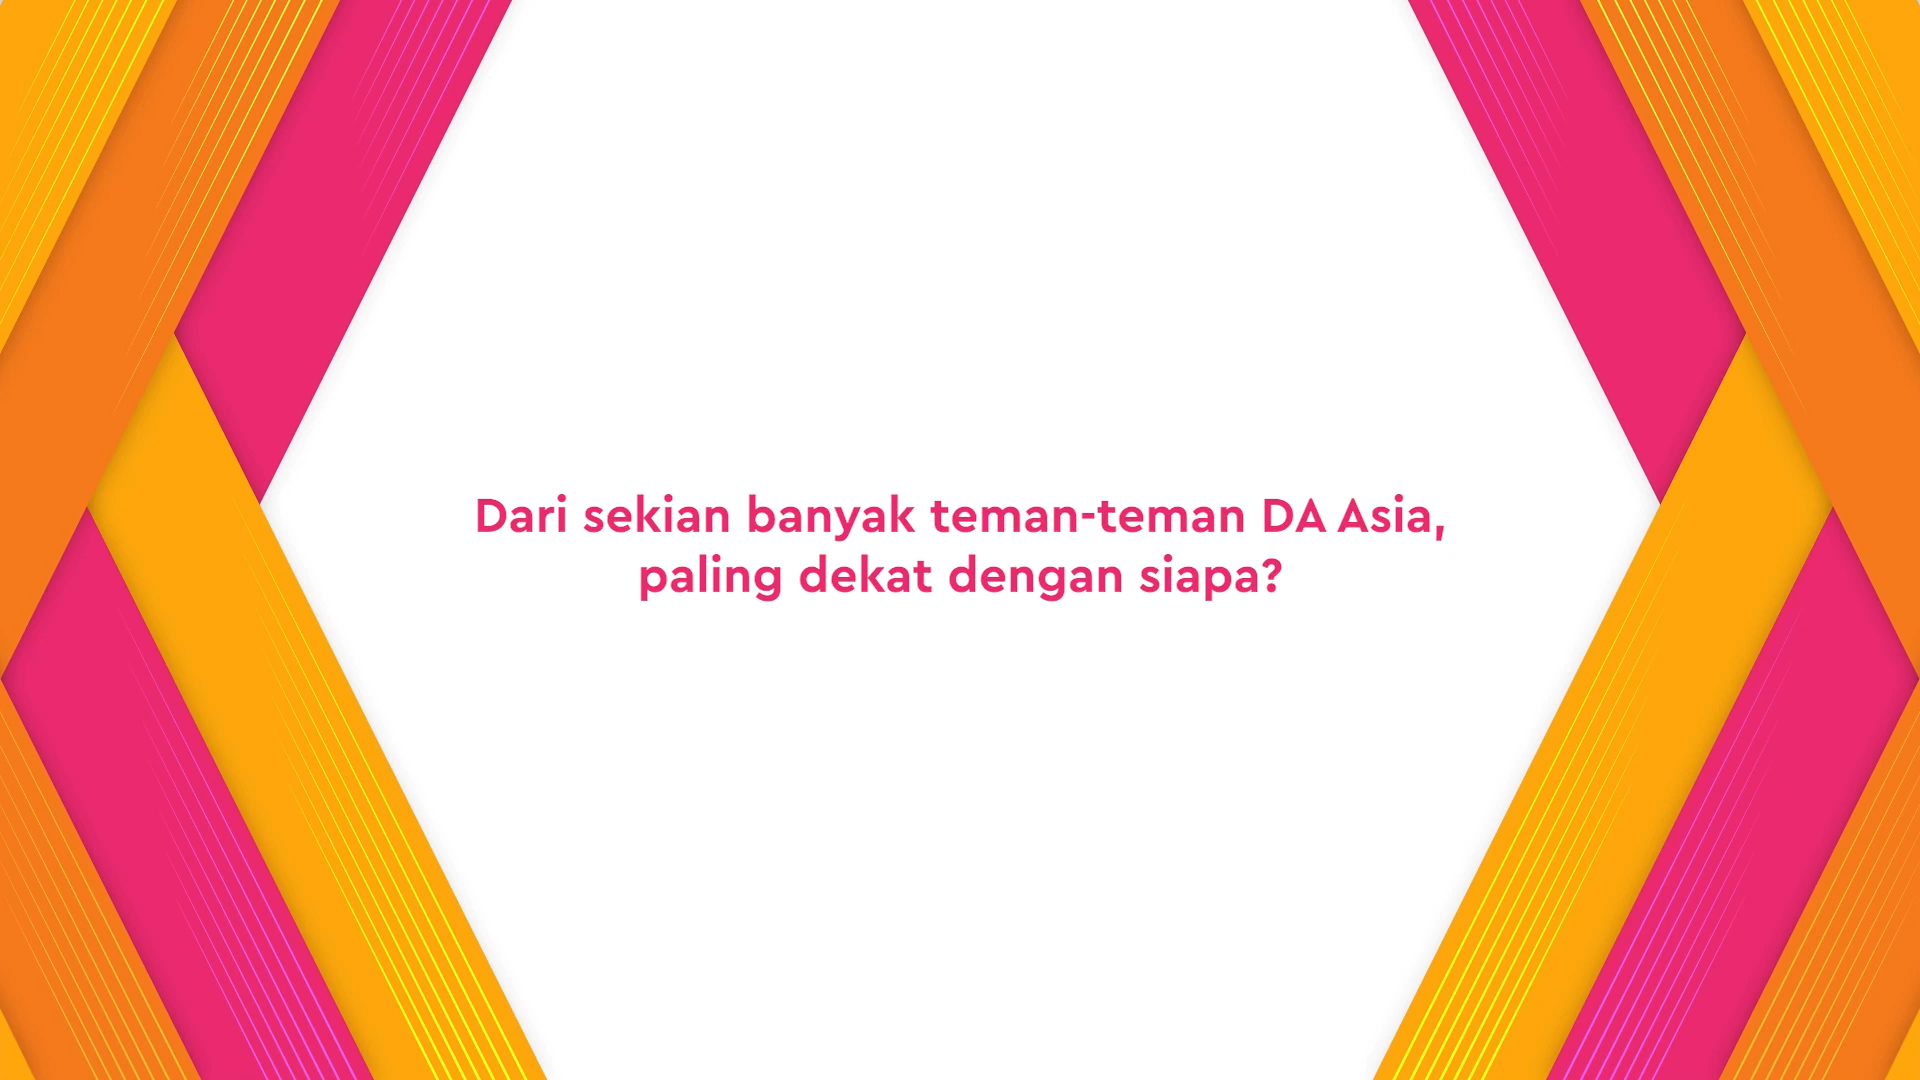 Dari sekian banyak teman-teman DA Asia,
paling dekat dengan siapa?